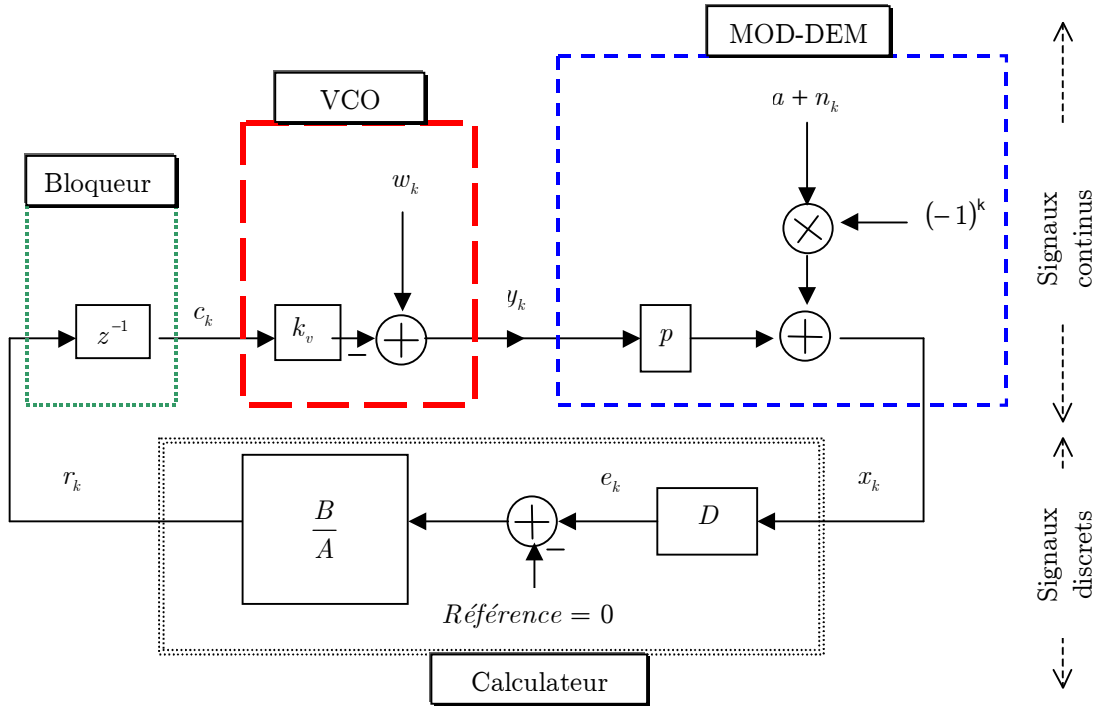 MOD-DEM
VCO
a + n_k
Bloqueur
w_k
(−1)^k
Signaux
continus
c_k
y_k
z^{−1}
k_v
−
p
r_k
e_k
x_k
B
A
D
−
Référence = 0
Signaux
discrets
Calculateur